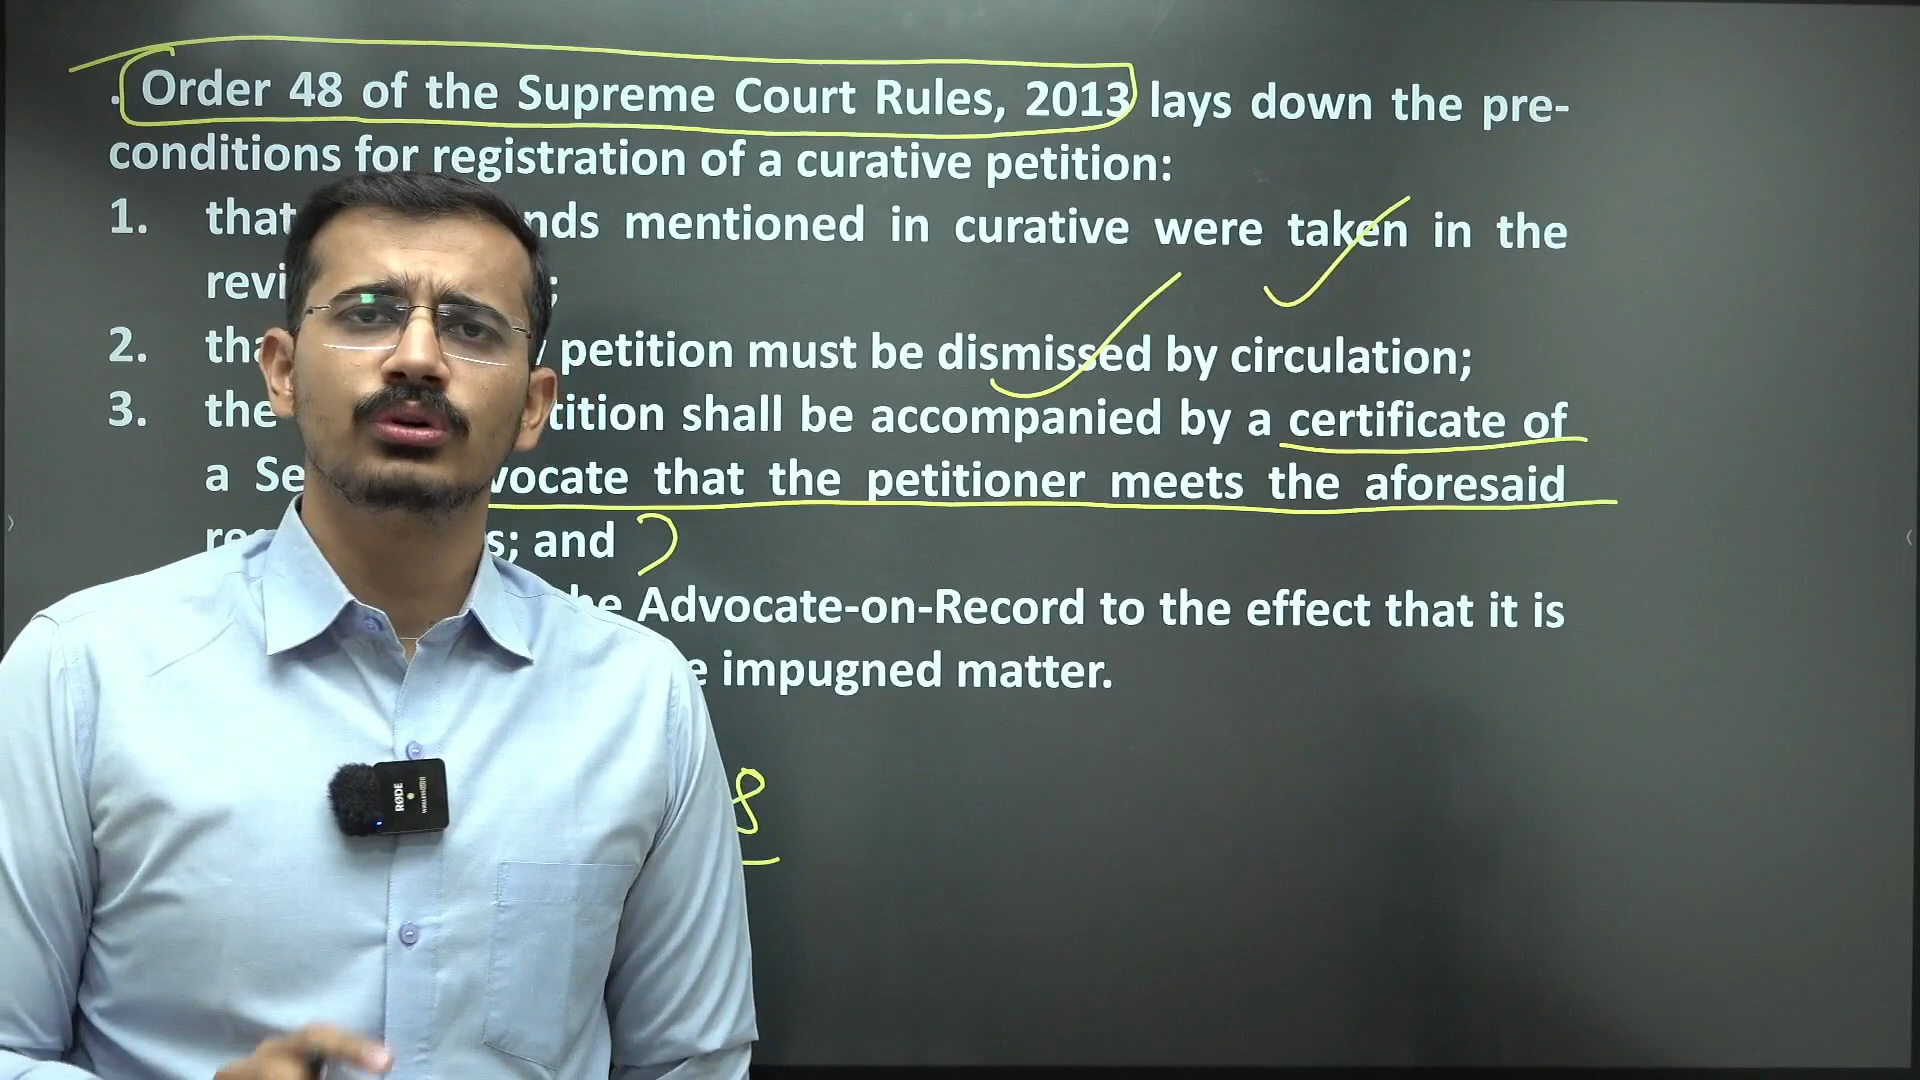 . Order 48 of the Supreme Court Rules, 2013 lays down the pre-
conditions for registration of a curative petition:
1. that nds mentioned in curative were taken in the
revi ;
2. tha petition must be dismissed by circulation;
3. the tition shall be accompanied by a certificate of
a Se vocate that the petitioner meets the aforesaid
re s; and
he Advocate-on-Record to the effect that it is
e impugned matter.
8
RØDE